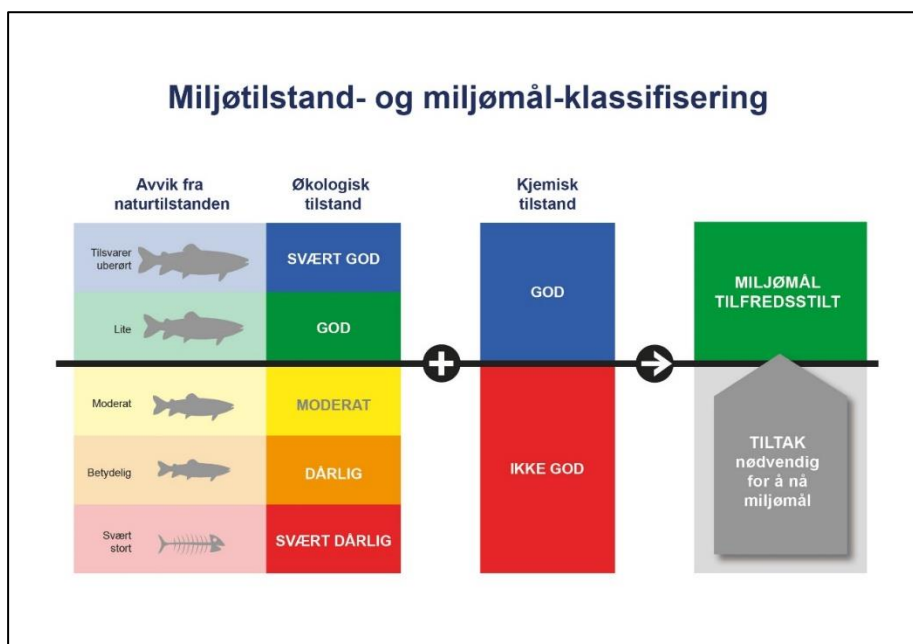 Miljøtilstand- og miljømål-klassifisering
Avvik fra
naturtilstanden
Økologisk
tilstand
Kjemisk
tilstand
Tilsvarer
uberørt
SVÆRT GOD
Lite
GOD
Moderat
MODERAT
Betydelig
DÅRLIG
Svært
stort
SVÆRT DÅRLIG
GOD
IKKE GOD
MILJØMÅL
TILFREDSSTILT
TILTAK
nødvendig
for å nå
miljømål